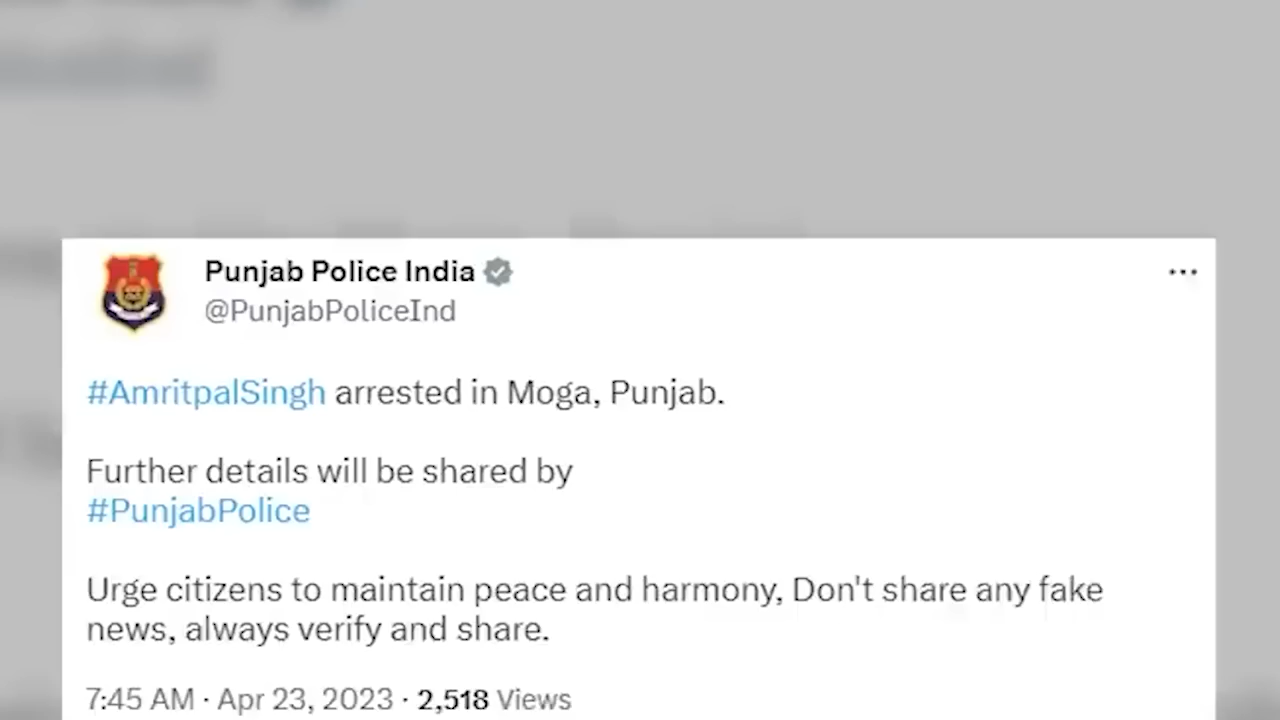 Punjab Police India
@PunjabPoliceInd
#AmritpalSingh arrested in Moga, Punjab.
Further details will be shared by
#PunjabPolice
Urge citizens to maintain peace and harmony, Don't share any fake
news, always verify and share.
7:45 AM · Apr 23, 2023 · 2,518 Views